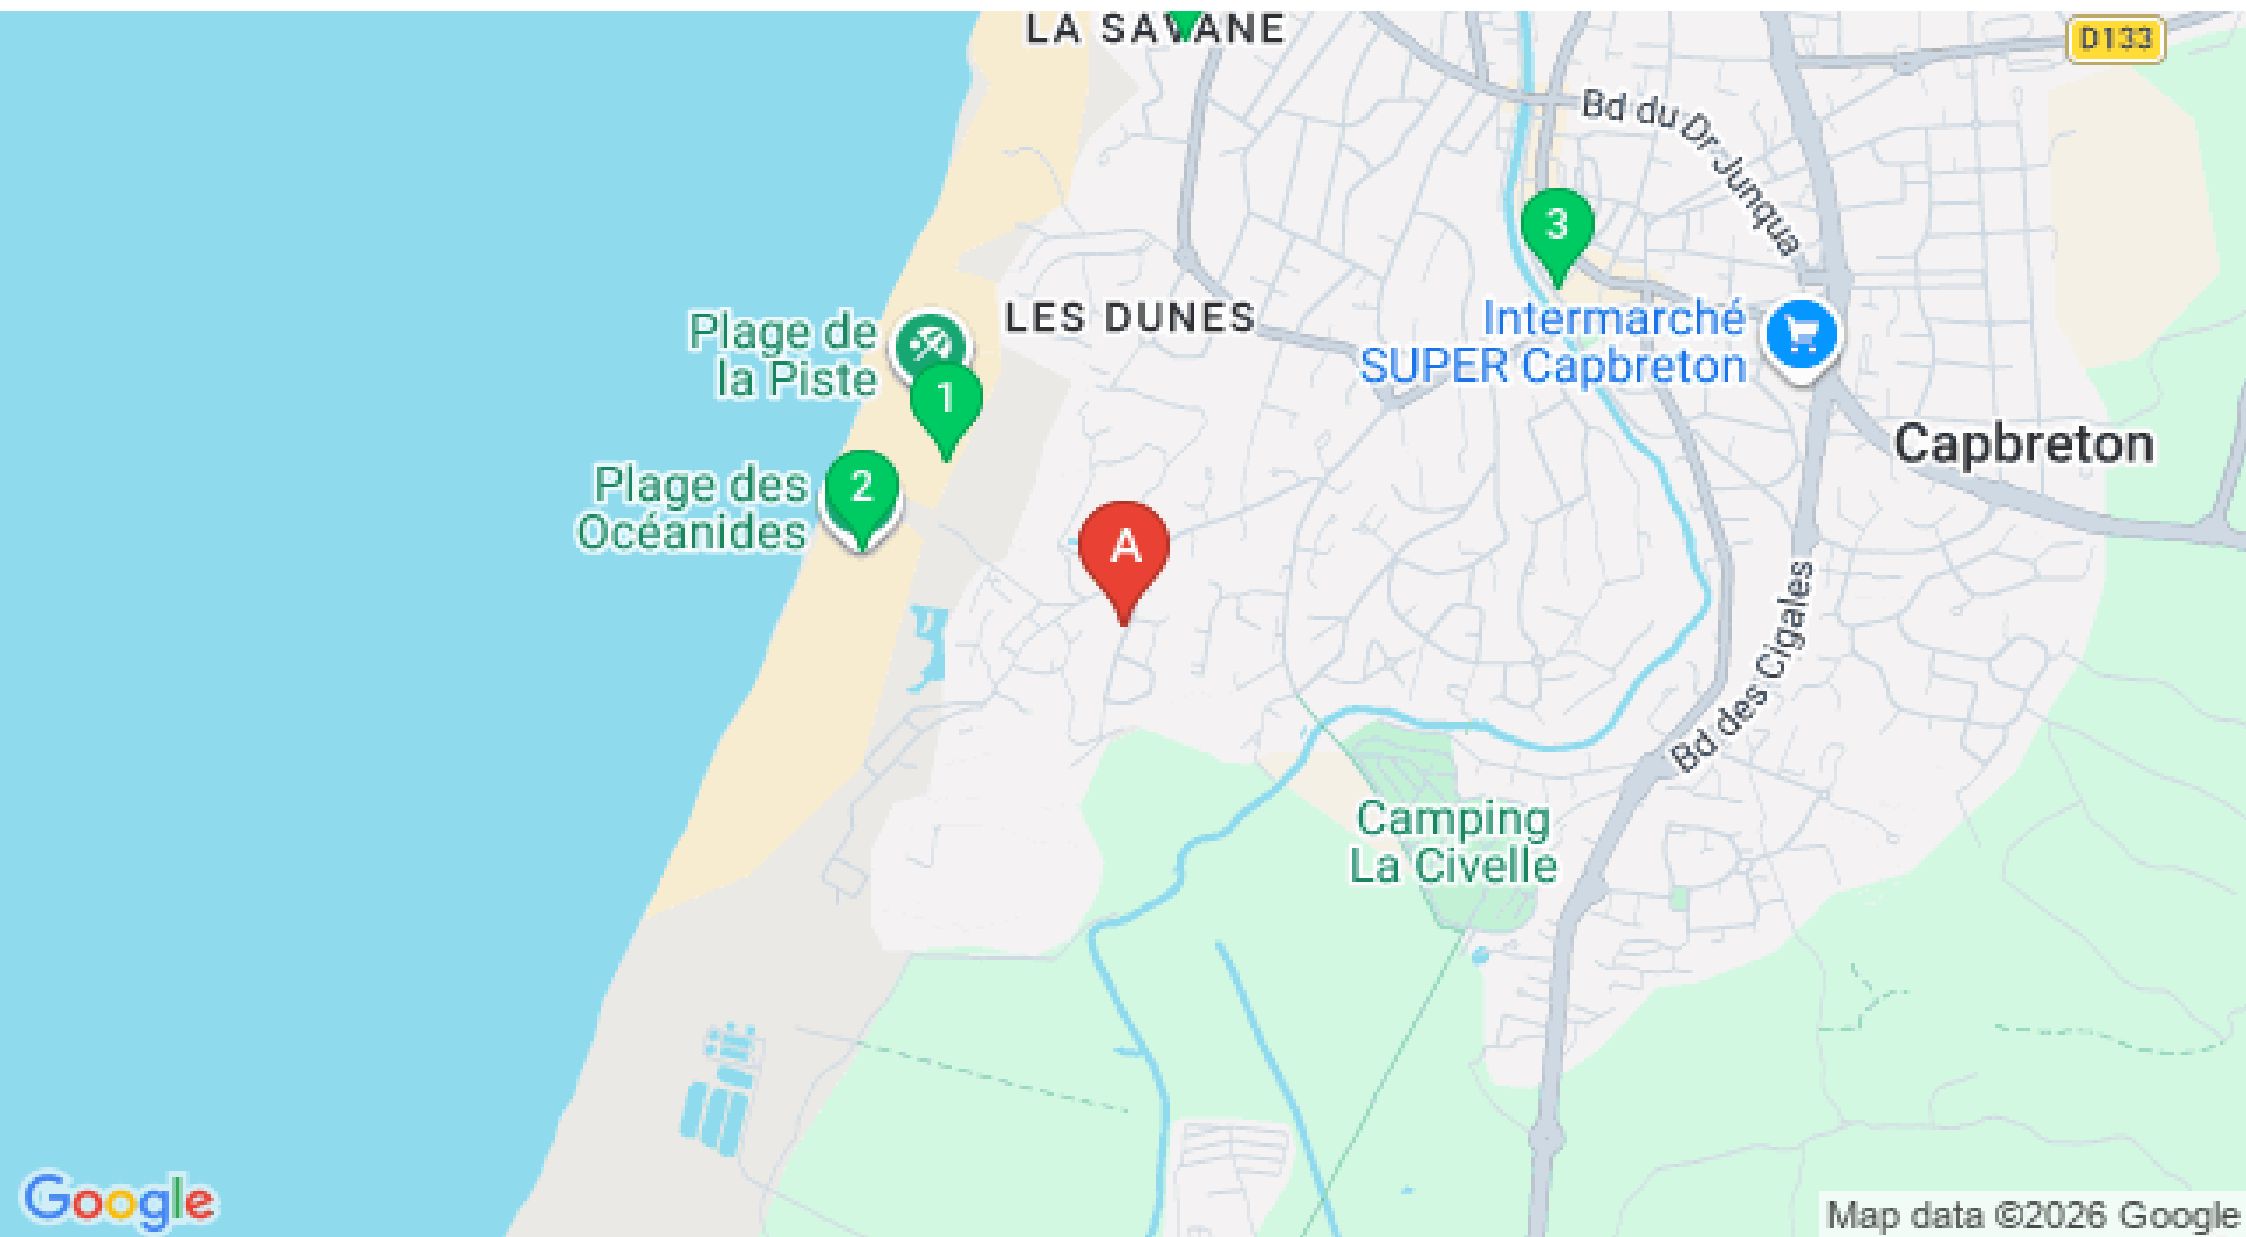 LA SAVANE
D133
Bd du Dr Junqua
3
LES DUNES
Plage de
la Piste
1
Intermarché
SUPER Capbreton
Capbreton
Plage des
Océanides
2
A
Bd des Cigales
Camping
La Civelle
Google
Map data ©2026 Google